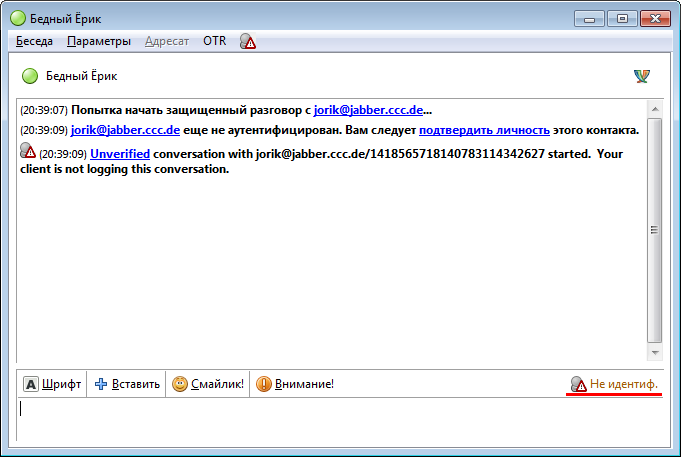 Бедный Ёрик
Беседа Параметры Адресат OTR
Бедный Ёрик
(20:39:07) Попытка начать защищенный разговор с jorik@jabber.ccc.de...
(20:39:09) jorik@jabber.ccc.de еще не аутентифицирован. Вам следует подтвердить личность этого контакта.
(20:39:09) Unverified conversation with jorik@jabber.ccc.de/1418565718140783114342627 started. Your
client is not logging this conversation.
A Шрифт Вставить Смайлик! Внимание! Не идентиф.